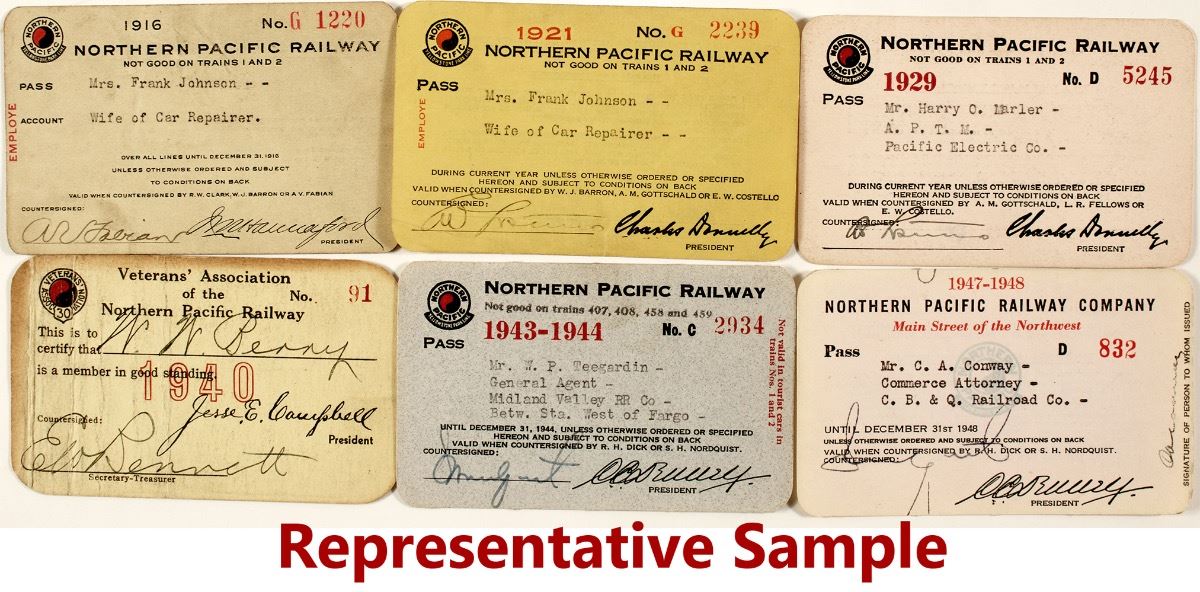 NORTHERN PACIFIC
YELLOWSTONE PARK LINE
1916 No. G 1220
NORTHERN PACIFIC RAILWAY
NOT GOOD ON TRAINS 1 AND 2
PASS Mrs. Frank Johnson - -
ACCOUNT Wife of Car Repairer.
EMPLOYE
OVER ALL LINES UNTIL DECEMBER 31, 1916
UNLESS OTHERWISE ORDERED AND SUBJECT
TO CONDITIONS ON BACK
VALID WHEN COUNTERSIGNED BY R. W. CLARK, W. J. BARRON OR A. V. FABIAN
COUNTERSIGNED:
PRESIDENT
NORTHERN PACIFIC
YELLOWSTONE PARK LINE
1921 No. G 2239
NORTHERN PACIFIC RAILWAY
NOT GOOD ON TRAINS 1 AND 2
PASS
Mrs. Frank Johnson - -
Wife of Car Repairer - -
EMPLOYE
DURING CURRENT YEAR UNLESS OTHERWISE ORDERED OR SPECIFIED
HEREON AND SUBJECT TO CONDITIONS ON BACK
VALID WHEN COUNTERSIGNED BY W. J. BARRON, A. M. GOTTSCHALD OR E. W. COSTELLO
COUNTERSIGNED:
Charles Donnelly
PRESIDENT
NORTHERN PACIFIC
YELLOWSTONE PARK LINE
NORTHERN PACIFIC RAILWAY
NOT GOOD ON TRAINS 1 AND 2
1929 No. D 5245
PASS
Mr. Harry O. Marler -
A. P. T. M. -
Pacific Electric Co. -
DURING CURRENT YEAR UNLESS OTHERWISE ORDERED OR SPECIFIED
HEREON AND SUBJECT TO CONDITIONS ON BACK
VALID WHEN COUNTERSIGNED BY A. M. GOTTSCHALD, L. R. FELLOWS OR
E. W. COSTELLO.
COUNTERSIGNED:
Charles Donnelly
PRESIDENT
VETERANS' ASSOC
30
Veterans' Association
of the No. 91
Northern Pacific Railway
This is to
certify that W. W. Berry
is a member in good standing.
1940
Countersigned: Jesse E. Campbell
President
E W Bennett
Secretary-Treasurer
NORTHERN PACIFIC
YELLOWSTONE PARK LINE
NORTHERN PACIFIC RAILWAY
Not good on trains 407, 408, 458 and 459
1943-1944 No. C 2934
PASS
Mr. W. P. Teegardin -
General Agent -
Midland Valley RR Co -
Betw. Sta. West of Fargo -
Not valid in tourist cars in
trains Nos. 1 and 2
UNTIL DECEMBER 31, 1944, UNLESS OTHERWISE ORDERED OR SPECIFIED
HEREON AND SUBJECT TO CONDITIONS ON BACK
VALID WHEN COUNTERSIGNED BY R. H. DICK OR S. H. NORDQUIST.
COUNTERSIGNED:
PRESIDENT
1947-1948
NORTHERN PACIFIC RAILWAY COMPANY
Main Street of the Northwest
Pass D 832
Mr. C. A. Conway -
Commerce Attorney -
C. B. & Q. Railroad Co. -
UNTIL DECEMBER 31st 1948
UNLESS OTHERWISE ORDERED AND SUBJECT TO CONDITIONS ON BACK
VALID WHEN COUNTERSIGNED BY R. H. DICK OR S. H. NORDQUIST.
COUNTERSIGNED:
PRESIDENT
SIGNATURE OF PERSON TO WHOM ISSUED
Representative Sample